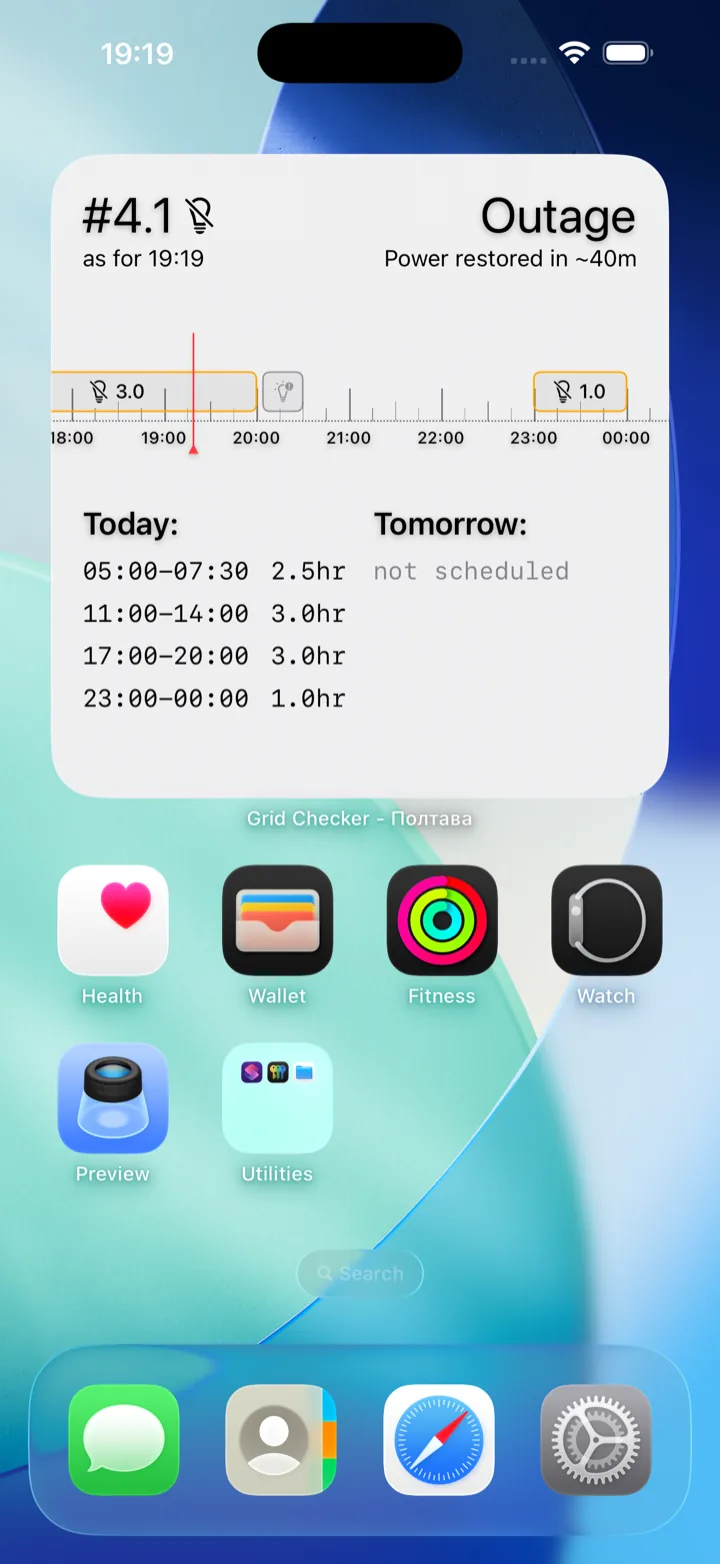 19:19
#4.1 Outage
as for 19:19 Power restored in ~40m
3.0 1.0
18:00 19:00 20:00 21:00 22:00 23:00 00:00
Today: Tomorrow:
05:00–07:30 2.5hr not scheduled
11:00–14:00 3.0hr
17:00–20:00 3.0hr
23:00–00:00 1.0hr
Grid Checker - Полтава
Health Wallet Fitness Watch
Preview Utilities
Search